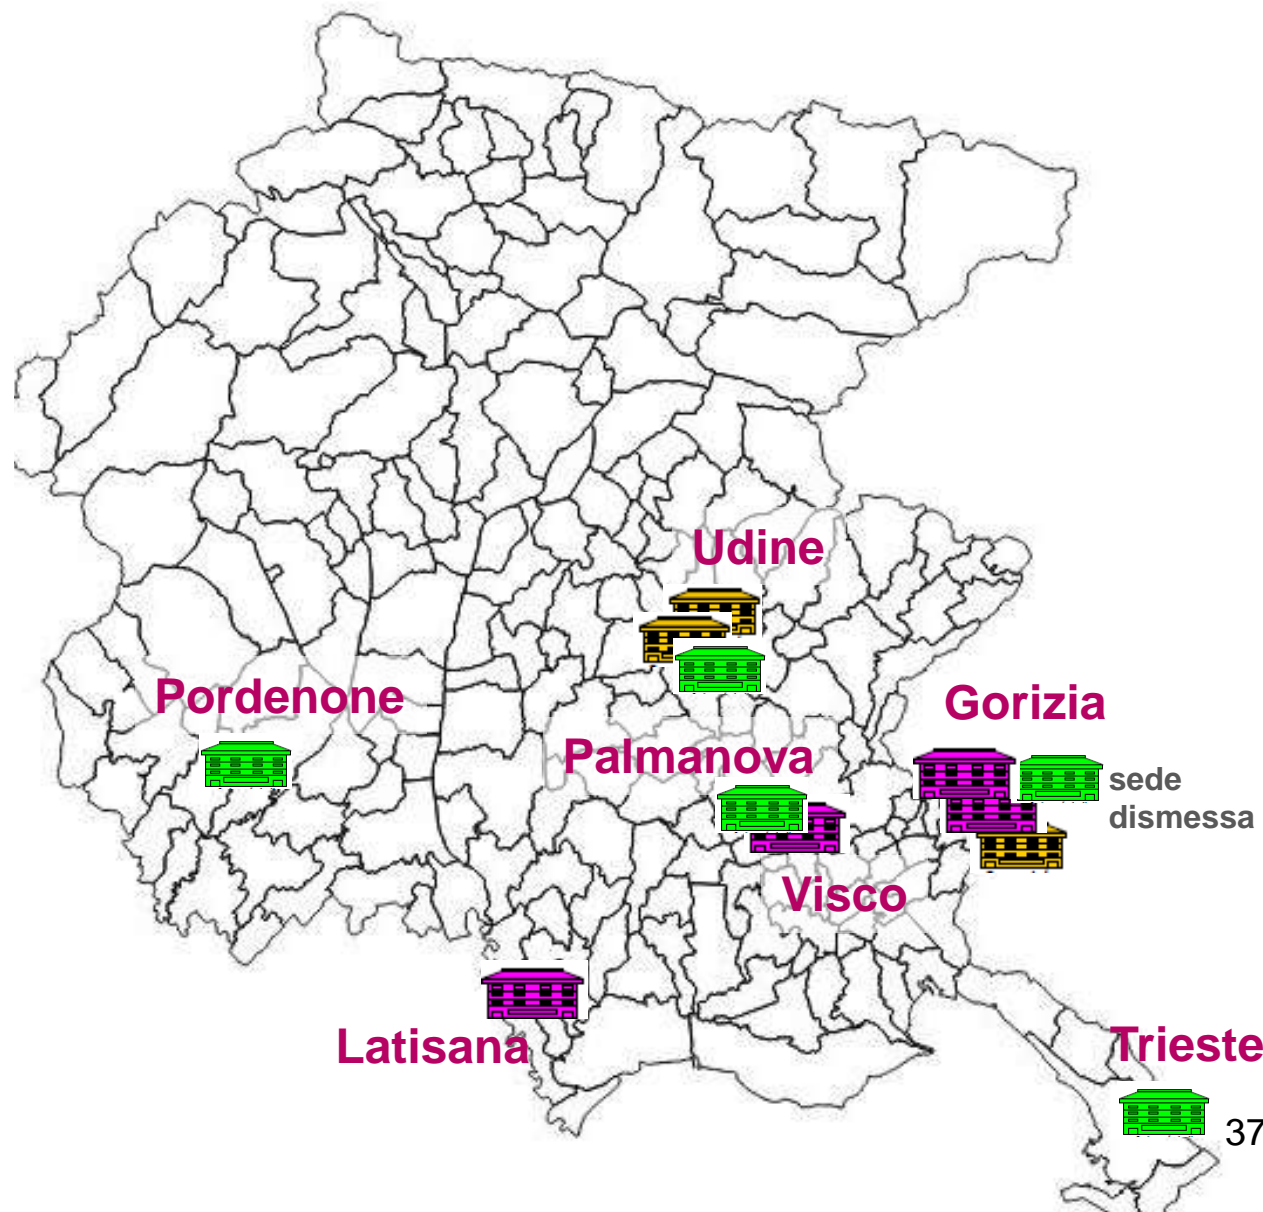 Udine
Pordenone
Gorizia
Palmanova
sede
dismessa
Visco
Latisana
Trieste
37